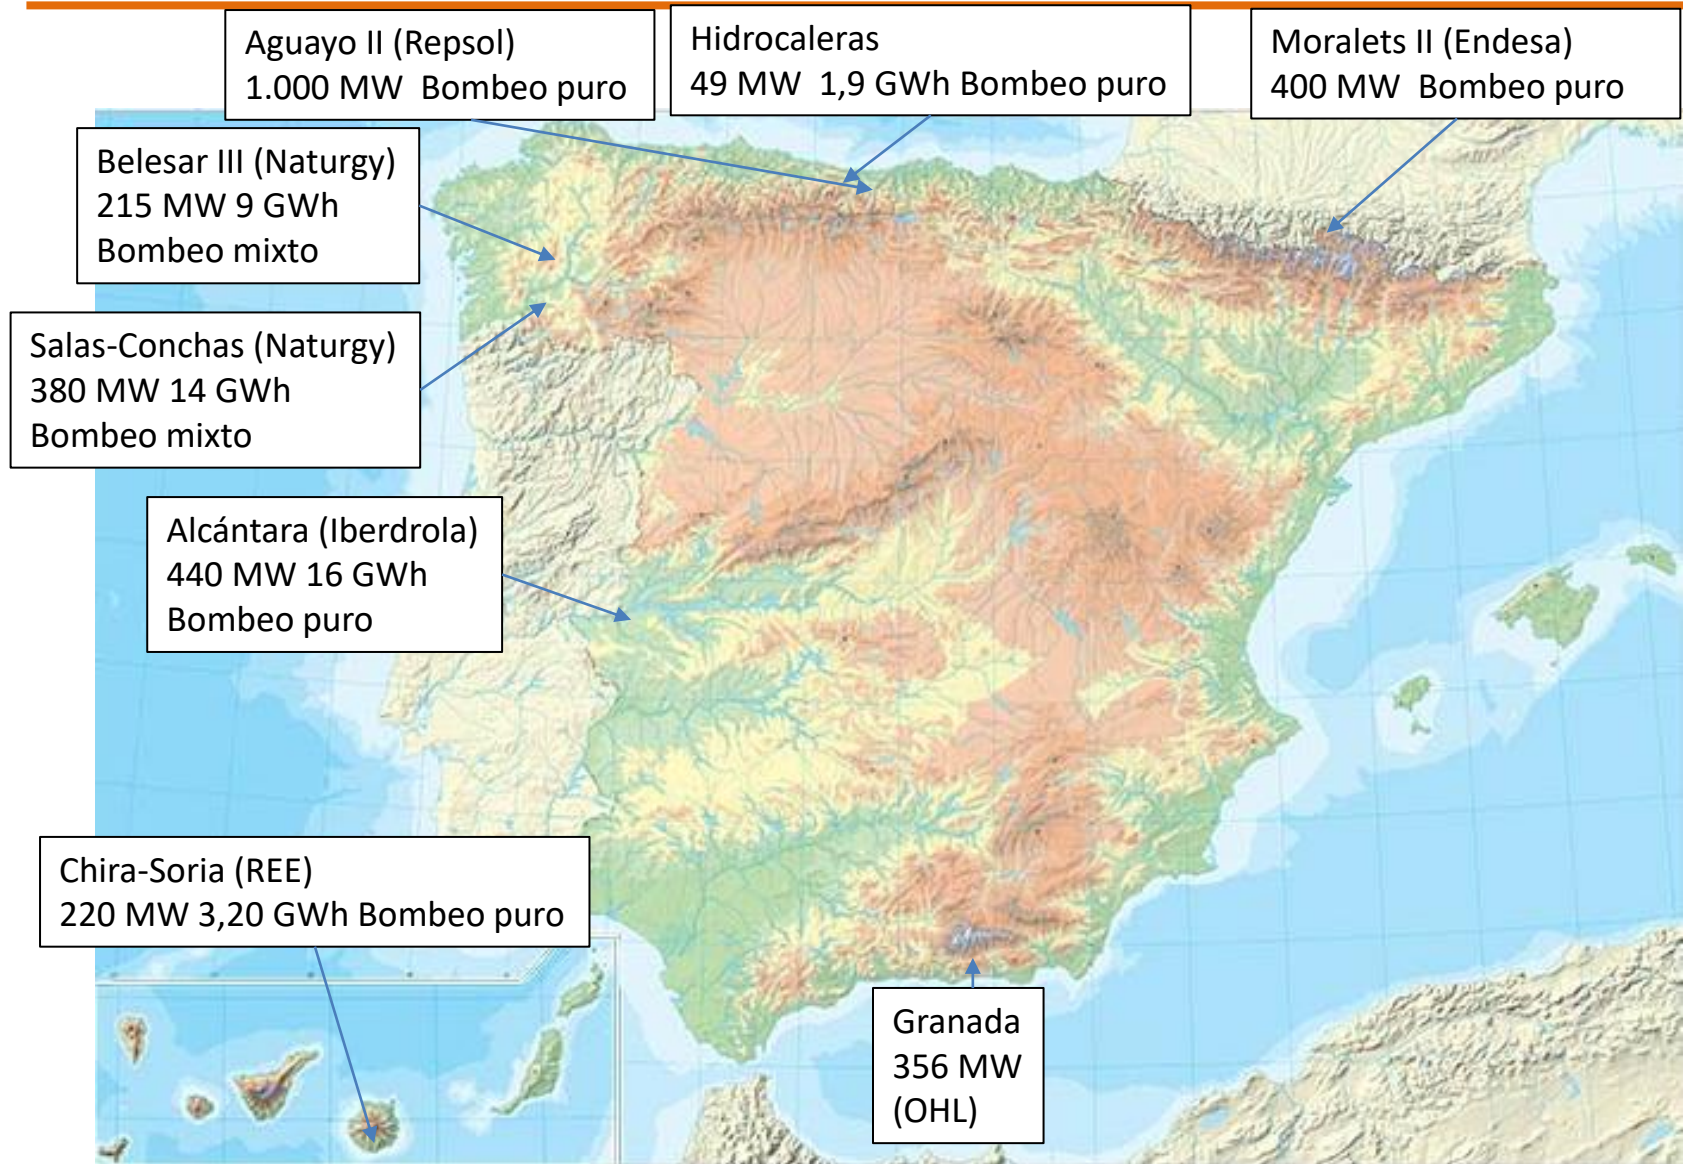 Aguayo II (Repsol)
1.000 MW  Bombeo puro
Hidrocaleras
49 MW  1,9 GWh Bombeo puro
Moralets II (Endesa)
400 MW  Bombeo puro
Belesar III (Naturgy)
215 MW 9 GWh
Bombeo mixto
Salas-Conchas (Naturgy)
380 MW 14 GWh
Bombeo mixto
Alcántara (Iberdrola)
440 MW 16 GWh
Bombeo puro
Chira-Soria (REE)
220 MW 3,20 GWh Bombeo puro
Granada
356 MW
(OHL)